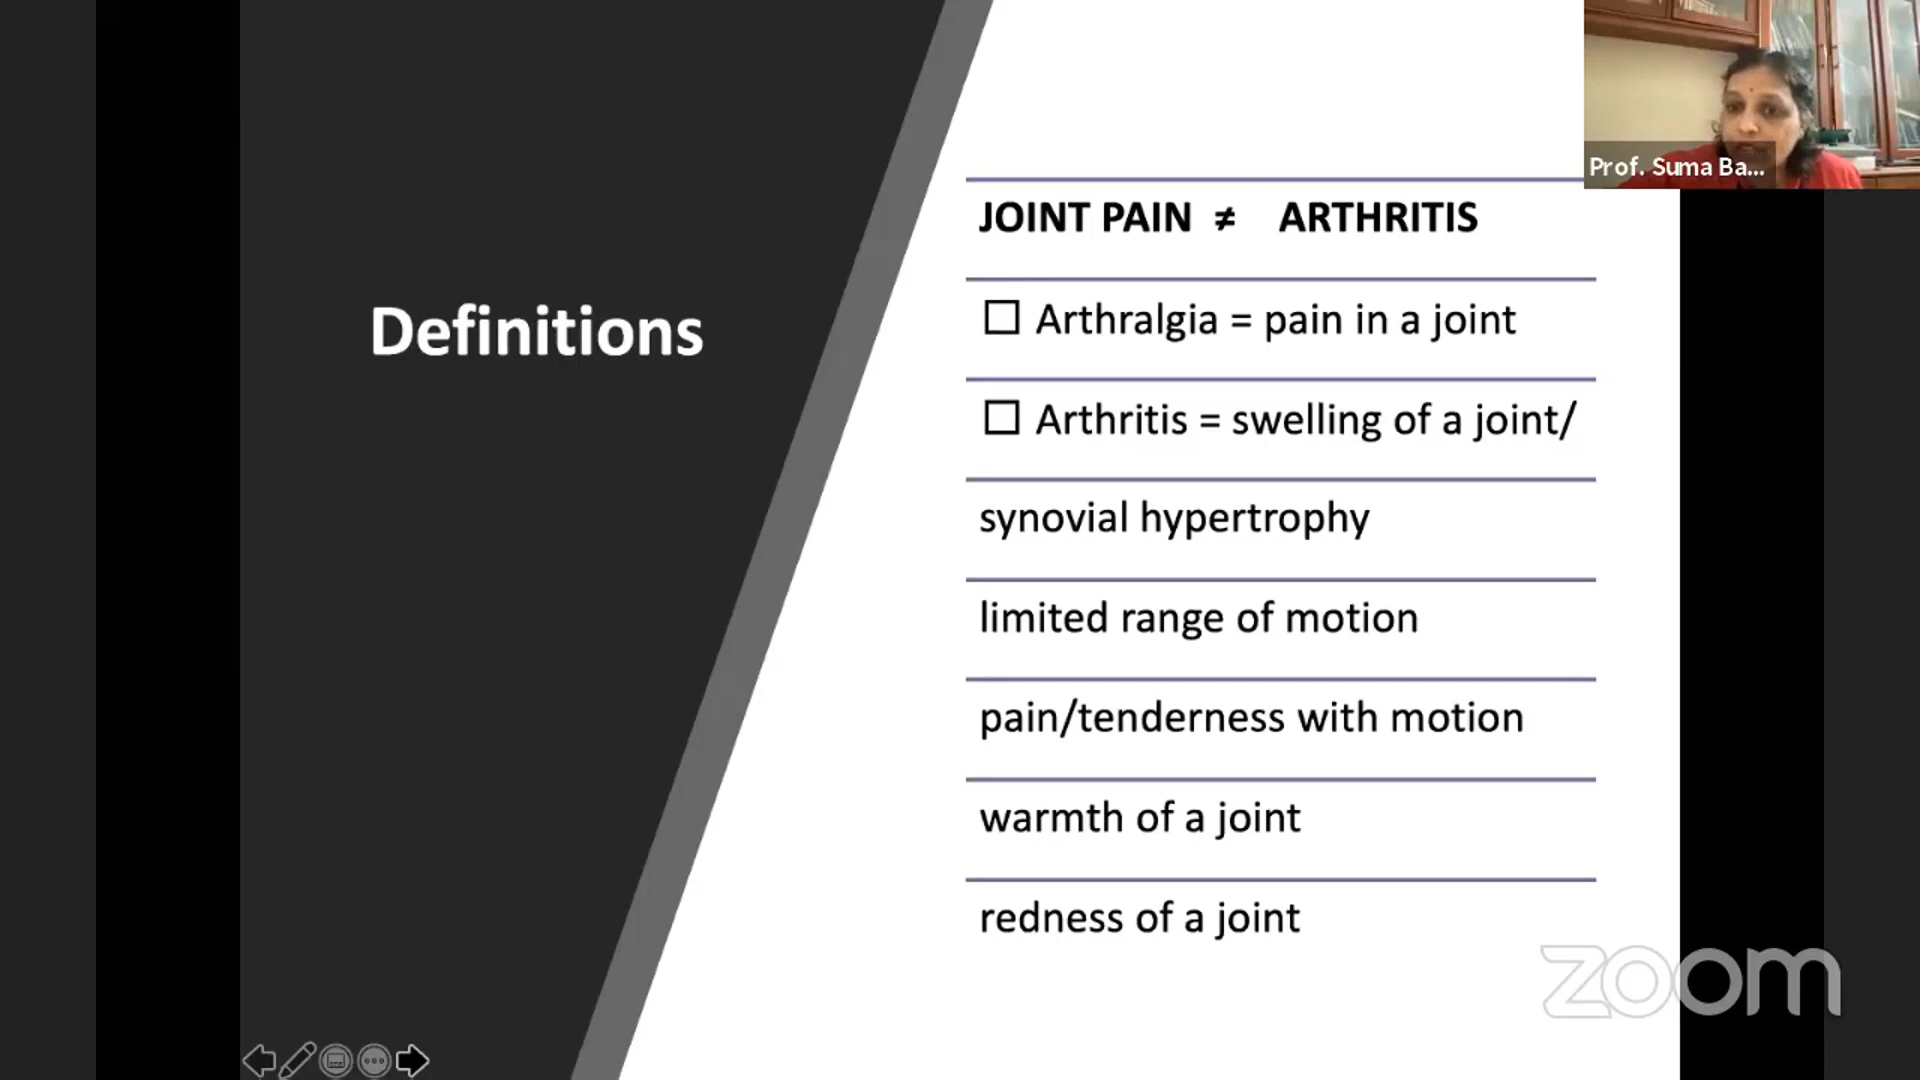 Prof. Suma Ba...
Definitions
JOINT PAIN ≠ ARTHRITIS
☐ Arthralgia = pain in a joint
☐ Arthritis = swelling of a joint/
synovial hypertrophy
limited range of motion
pain/tenderness with motion
warmth of a joint
redness of a joint
zoom